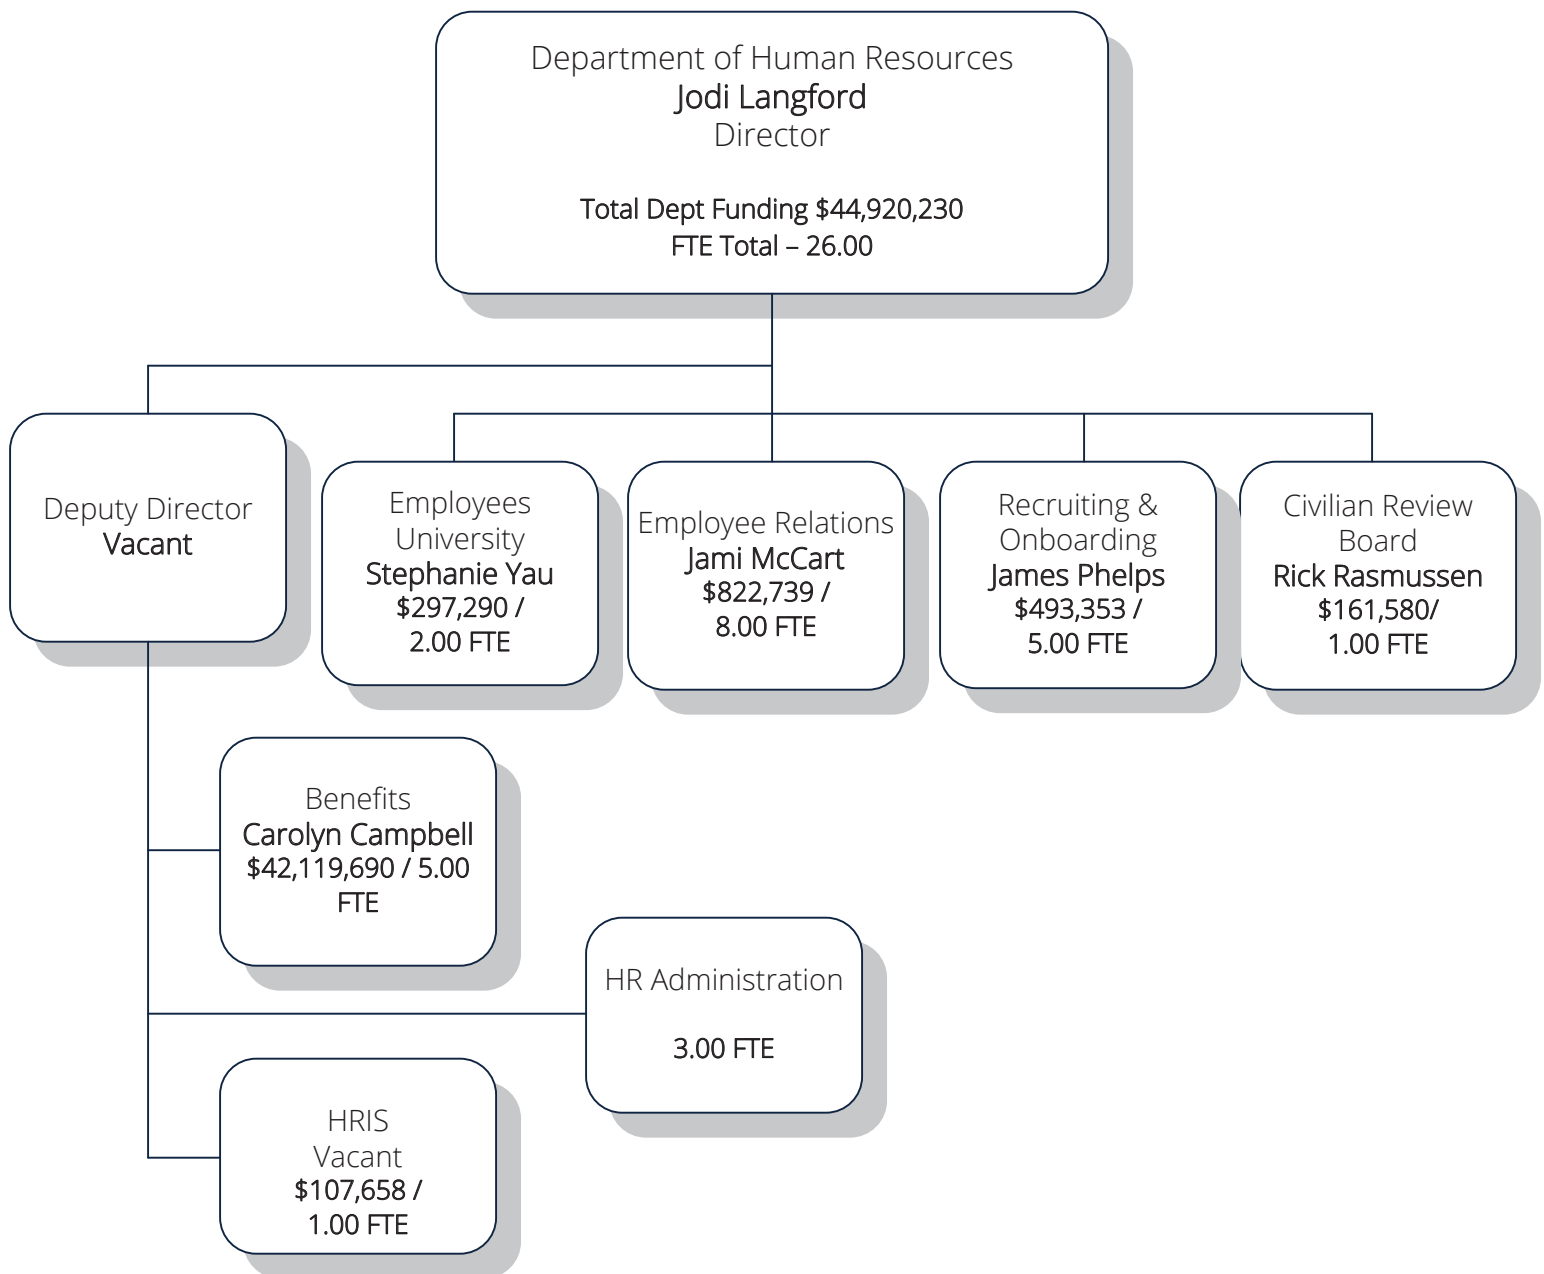 Department of Human Resources
Jodi Langford
Director
Total Dept Funding $44,920,230
FTE Total – 26.00
Deputy Director
Vacant
Employees
University
Stephanie Yau
$297,290 /
2.00 FTE
Employee Relations
Jami McCart
$822,739 /
8.00 FTE
Recruiting &
Onboarding
James Phelps
$493,353 /
5.00 FTE
Civilian Review
Board
Rick Rasmussen
$161,580/
1.00 FTE
Benefits
Carolyn Campbell
$42,119,690 / 5.00
FTE
HR Administration
3.00 FTE
HRIS
Vacant
$107,658 /
1.00 FTE